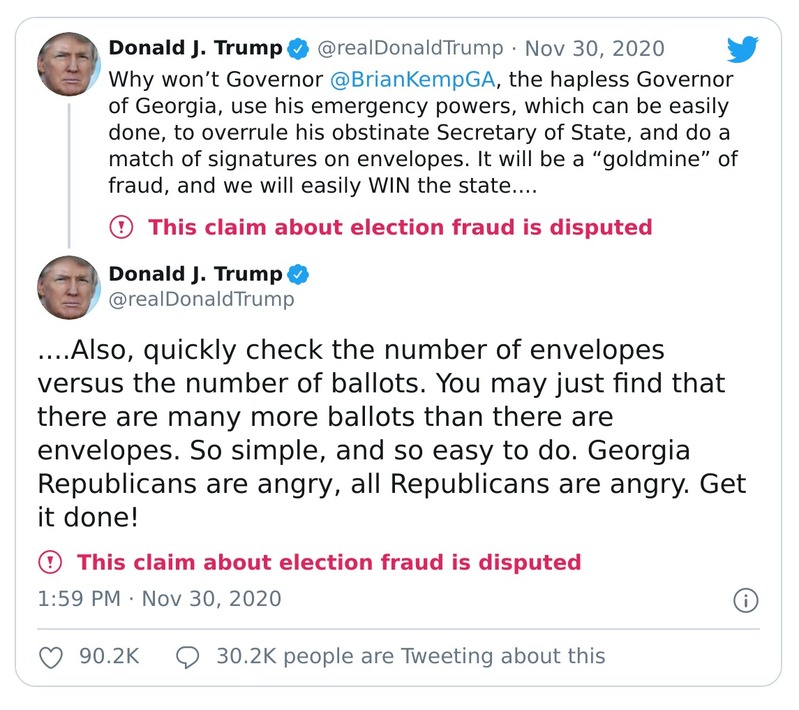 Donald J. Trump @realDonaldTrump · Nov 30, 2020
Why won’t Governor @BrianKempGA, the hapless Governor
of Georgia, use his emergency powers, which can be easily
done, to overrule his obstinate Secretary of State, and do a
match of signatures on envelopes. It will be a “goldmine” of
fraud, and we will easily WIN the state....
This claim about election fraud is disputed
Donald J. Trump
@realDonaldTrump
....Also, quickly check the number of envelopes
versus the number of ballots. You may just find that
there are many more ballots than there are
envelopes. So simple, and so easy to do. Georgia
Republicans are angry, all Republicans are angry. Get
it done!
This claim about election fraud is disputed
1:59 PM · Nov 30, 2020
90.2K 30.2K people are Tweeting about this